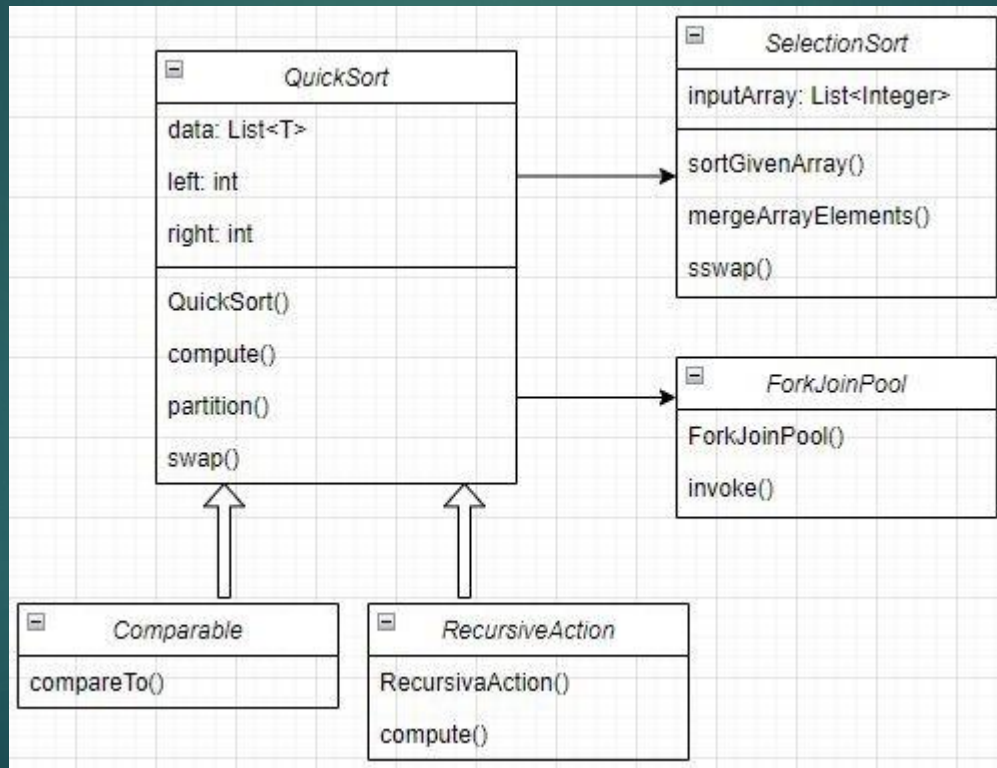 QuickSort
data: List<T>
left: int
right: int
QuickSort()
compute()
partition()
swap()
SelectionSort
inputArray: List<Integer>
sortGivenArray()
mergeArrayElements()
sswap()
ForkJoinPool
ForkJoinPool()
invoke()
Comparable
compareTo()
RecursiveAction
RecursivaAction()
compute()